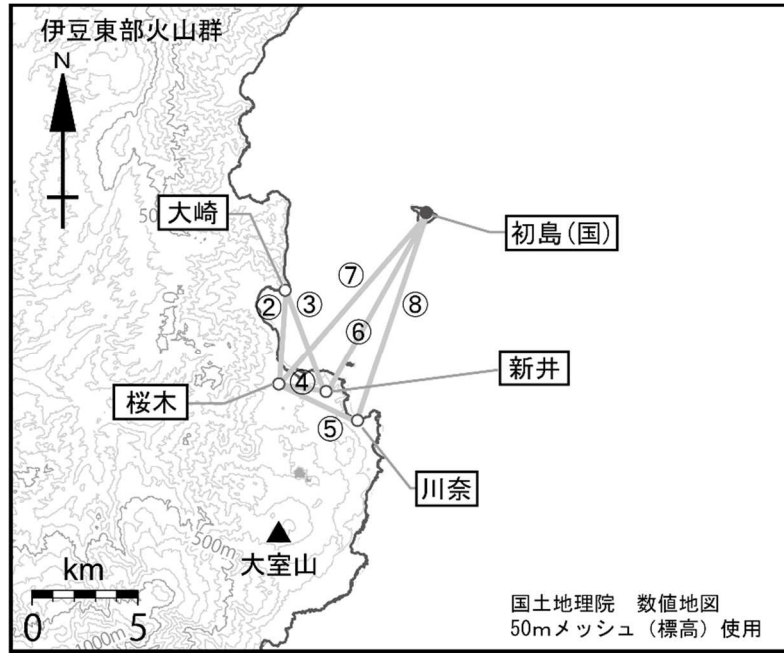 伊豆東部火山群
N
大崎
50
初島(国)
⑦
②
③
⑧
⑥
新井
④
桜木
⑤
川奈
大室山
500m
km
0
5
1000m
国土地理院 数値地図
50mメッシュ(標高)使用